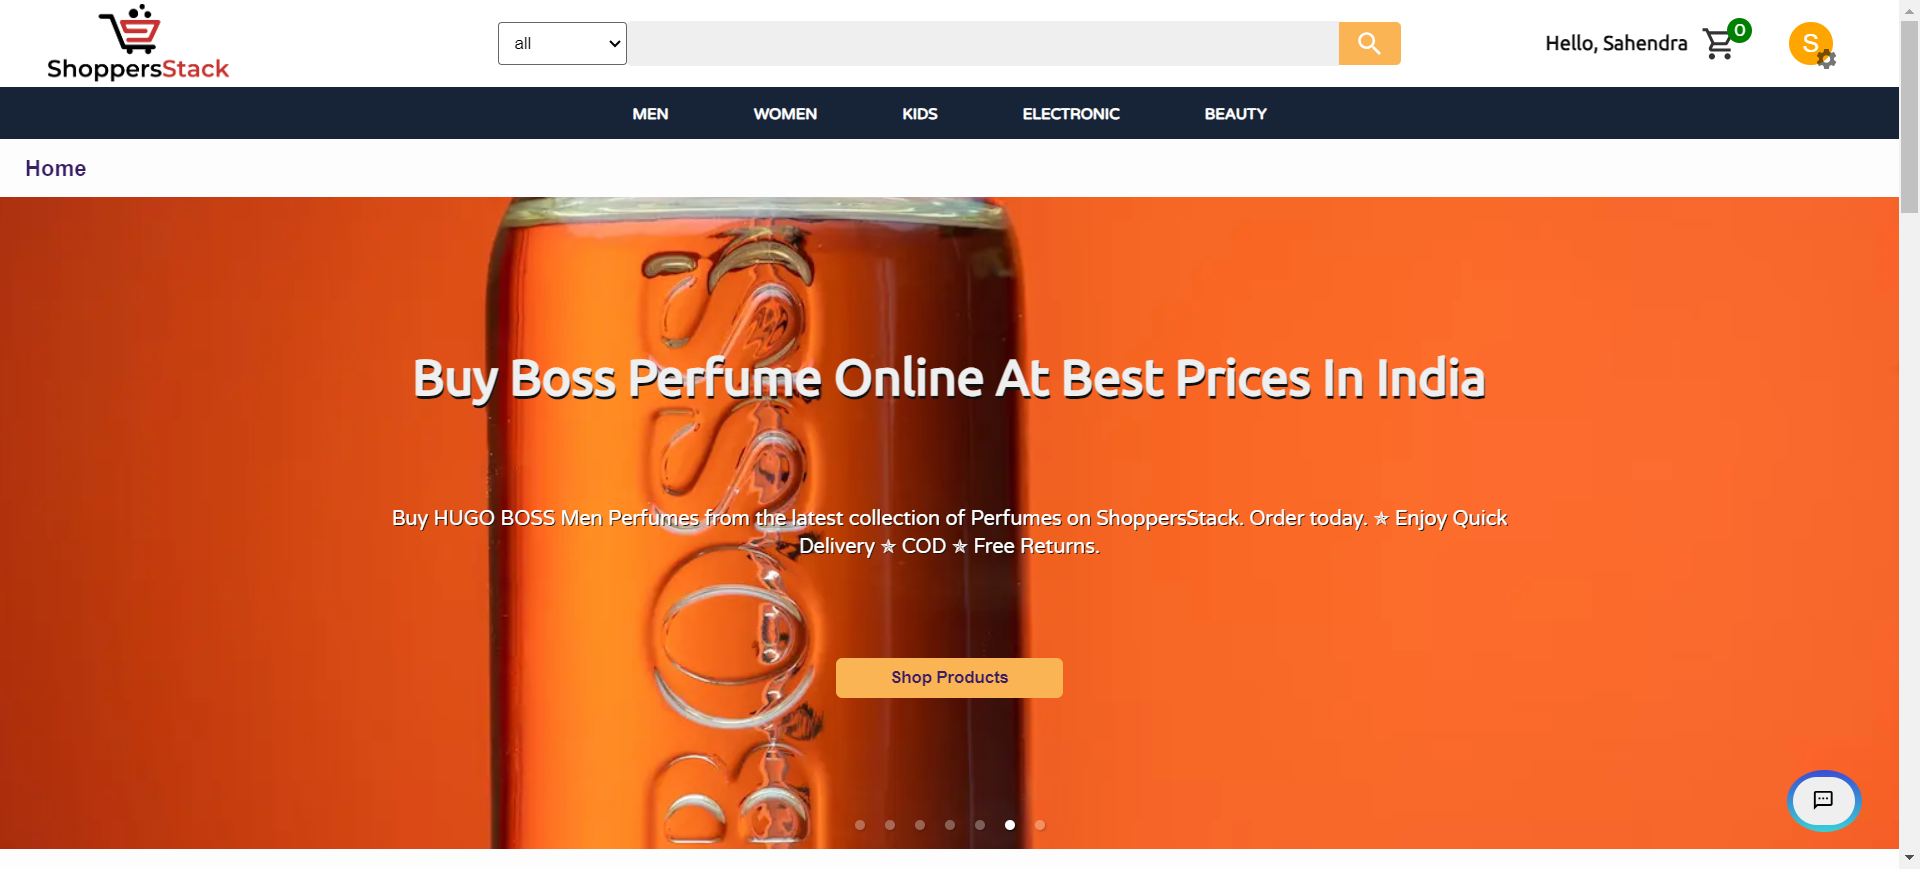 ShoppersStack
all
Hello, Sahendra
0
S
MEN WOMEN KIDS ELECTRONIC BEAUTY
Home
Buy Boss Perfume Online At Best Prices In India
Buy HUGO BOSS Men Perfumes from the latest collection of Perfumes on ShoppersStack. Order today. ✯ Enjoy Quick
Delivery ✯ COD ✯ Free Returns.
Shop Products
BOSS